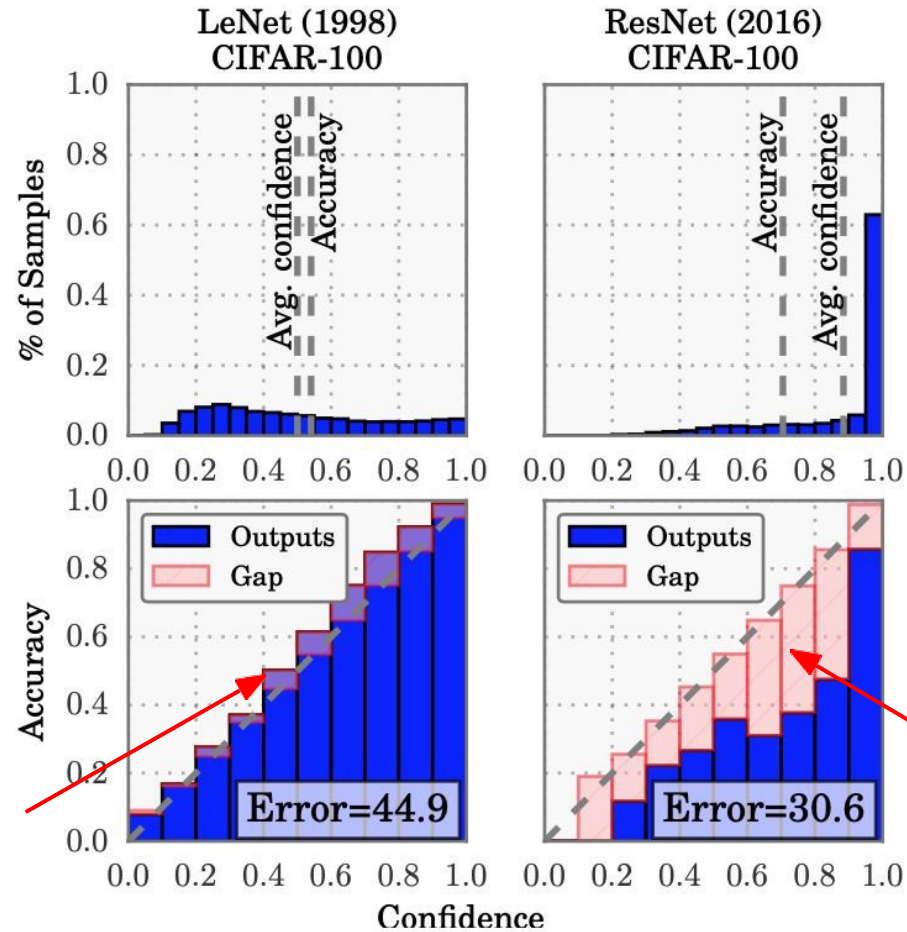 LeNet (1998)
CIFAR-100
ResNet (2016)
CIFAR-100
% of Samples
1.0
0.8
0.6
0.4
0.2
0.0
Avg. confidence
Accuracy
0.0 0.2 0.4 0.6 0.8 1.0
Accuracy
Avg. confidence
0.0 0.2 0.4 0.6 0.8 1.0
Accuracy
1.0
0.8
0.6
0.4
0.2
0.0
Outputs
Gap
Error=44.9
0.0 0.2 0.4 0.6 0.8 1.0
Outputs
Gap
Error=30.6
0.0 0.2 0.4 0.6 0.8 1.0
Confidence